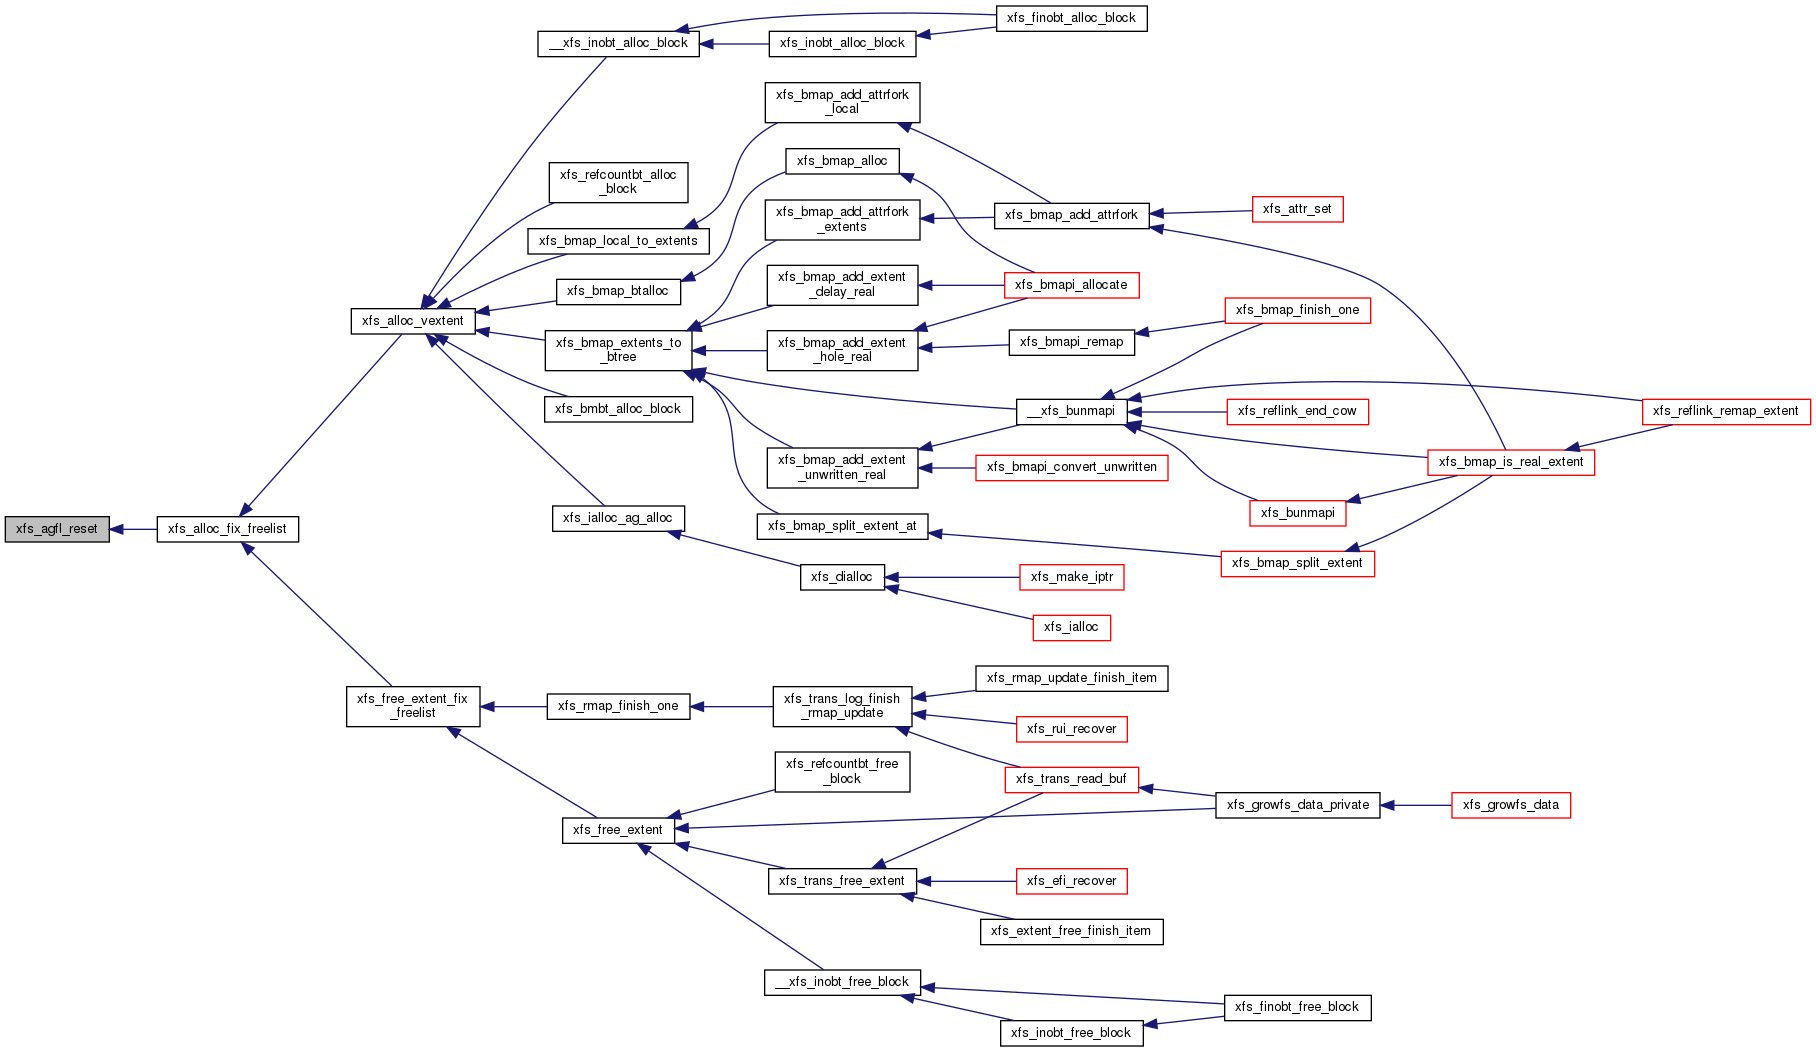 xfs_finobt_alloc_block
__xfs_inobt_alloc_block
xfs_inobt_alloc_block
xfs_bmap_add_attrfork
_local
xfs_bmap_alloc
xfs_refcountbt_alloc
_block
xfs_bmap_add_attrfork
_extents
xfs_bmap_add_attrfork
xfs_attr_set
xfs_bmap_local_to_extents
xfs_bmap_btalloc
xfs_bmap_add_extent
_delay_real
xfs_bmapi_allocate
xfs_alloc_vextent
xfs_bmap_finish_one
xfs_bmap_extents_to
_btree
xfs_bmap_add_extent
_hole_real
xfs_bmapi_remap
xfs_bmbt_alloc_block
__xfs_bunmapi
xfs_reflink_end_cow
xfs_reflink_remap_extent
xfs_bmap_add_extent
_unwritten_real
xfs_bmapi_convert_unwritten
xfs_bmap_is_real_extent
xfs_agfl_reset
xfs_alloc_fix_freelist
xfs_ialloc_ag_alloc
xfs_bmap_split_extent_at
xfs_bunmapi
xfs_bmap_split_extent
xfs_dialloc
xfs_make_iptr
xfs_ialloc
xfs_free_extent_fix
_freelist
xfs_rmap_finish_one
xfs_trans_log_finish
_rmap_update
xfs_rmap_update_finish_item
xfs_rui_recover
xfs_refcountbt_free
_block
xfs_trans_read_buf
xfs_growfs_data_private
xfs_growfs_data
xfs_free_extent
xfs_trans_free_extent
xfs_efi_recover
xfs_extent_free_finish_item
__xfs_inobt_free_block
xfs_finobt_free_block
xfs_inobt_free_block